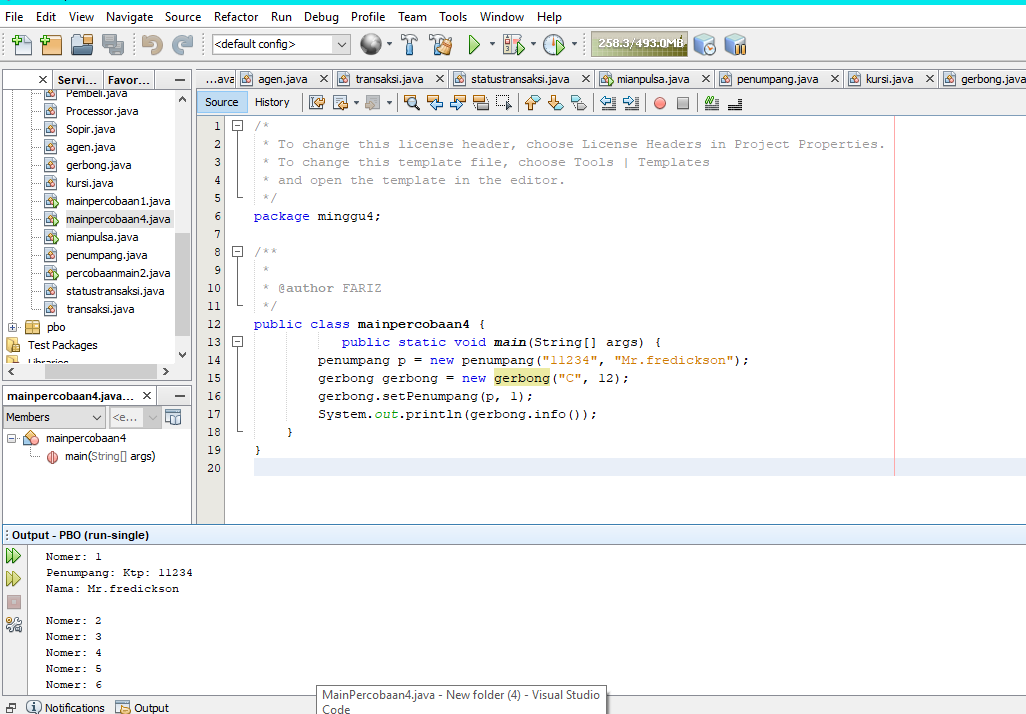 File Edit View Navigate Source Refactor Run Debug Profile Team Tools Window Help
<default config>
258.3/493.0MB
Servi... Favor...
...ava agen.java transaksi.java statustransaksi.java mianpulsa.java penumpang.java kursi.java gerbong.java
Source History
Pembeli.java
Processor.java
Sopir.java
agen.java
gerbong.java
kursi.java
mainpercobaan1.java
mainpercobaan4.java
mianpulsa.java
penumpang.java
percobaanmain2.java
statustransaksi.java
transaksi.java
pbo
Test Packages
Libraries
mainpercobaan4.java...
Members <e...
mainpercobaan4
main(String[] args)
1 /*
2 * To change this license header, choose License Headers in Project Properties.
3 * To change this template file, choose Tools | Templates
4 * and open the template in the editor.
5 */
6 package minggu4;
7
8 /**
9 *
10 * @author FARIZ
11 */
12 public class mainpercobaan4 {
13 public static void main(String[] args) {
14 penumpang p = new penumpang("11234", "Mr.fredickson");
15 gerbong gerbong = new gerbong("C", 12);
16 gerbong.setPenumpang(p, 1);
17 System.out.println(gerbong.info());
18 }
19 }
20
Output - PBO (run-single)
Nomer: 1
Penumpang: Ktp: 11234
Nama: Mr.fredickson
Nomer: 2
Nomer: 3
Nomer: 4
Nomer: 5
Nomer: 6
MainPercobaan4.java - New folder (4) - Visual Studio
Code
Notifications Output